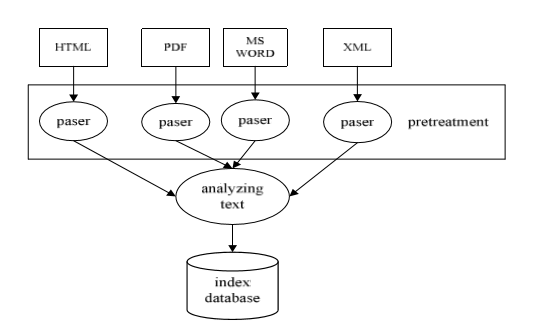 HTML
PDF
MS
WORD
XML
paser
paser
paser
paser
pretreatment
analyzing
text
index
database